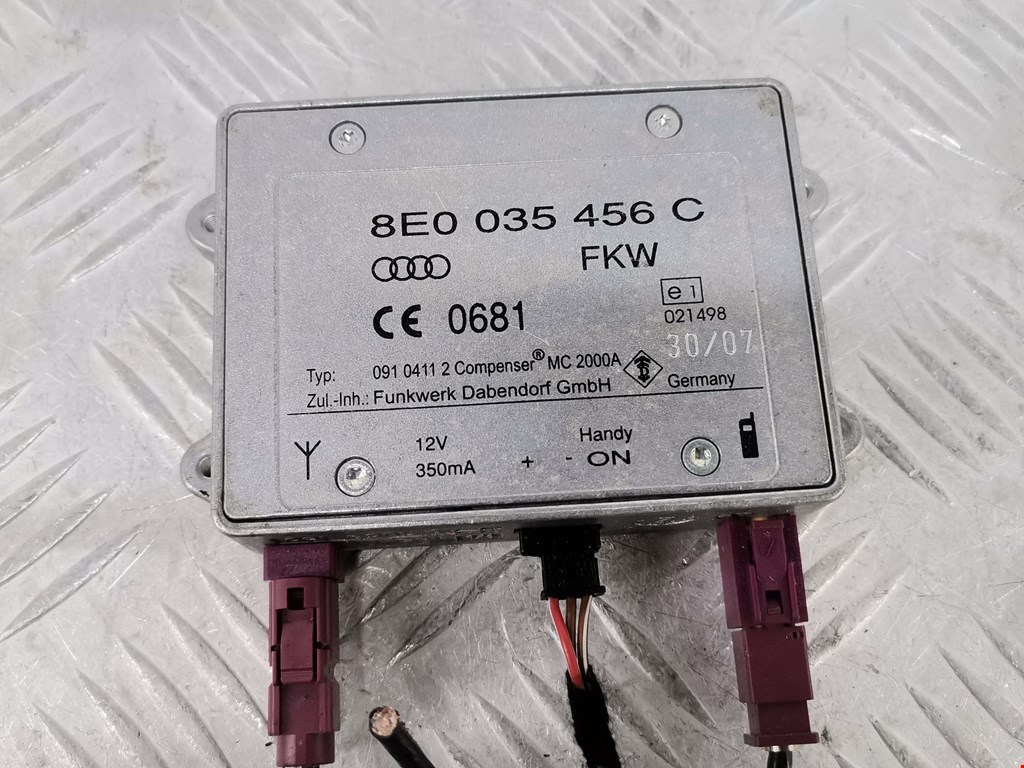 8E0 035 456 C
FKW
CE 0681
e1
021498
30/07
Typ: 091 0411 2 Compenser® MC 2000A
Zul.-Inh.: Funkwerk Dabendorf GmbH
Germany
12V
350mA
+ -
Handy
ON